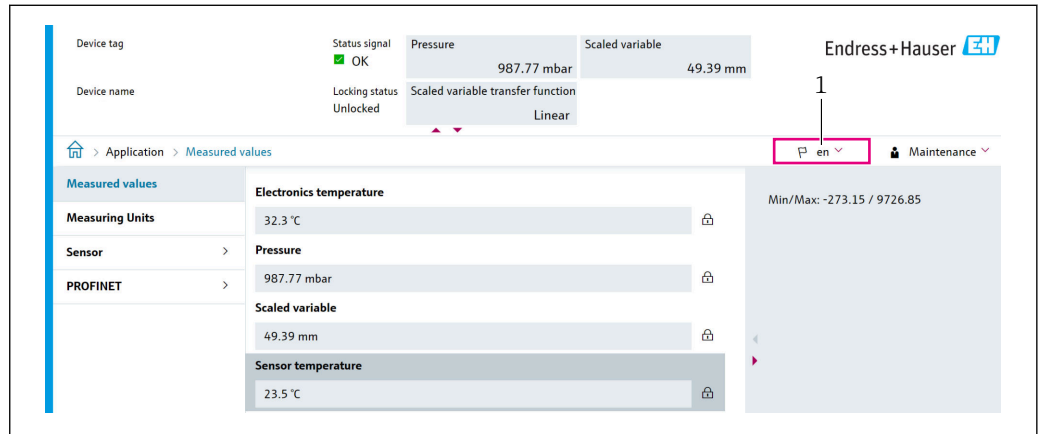 Device tag
Status signal
OK
Pressure
987.77 mbar
Scaled variable
49.39 mm
Endress+Hauser EH
Device name
Locking status
Unlocked
Scaled variable transfer function
Linear
1
> Application > Measured values
en
Maintenance
Measured values
Measuring Units
Sensor >
PROFINET >
Electronics temperature
32.3 °C
Pressure
987.77 mbar
Scaled variable
49.39 mm
Sensor temperature
23.5 °C
Min/Max: -273.15 / 9726.85